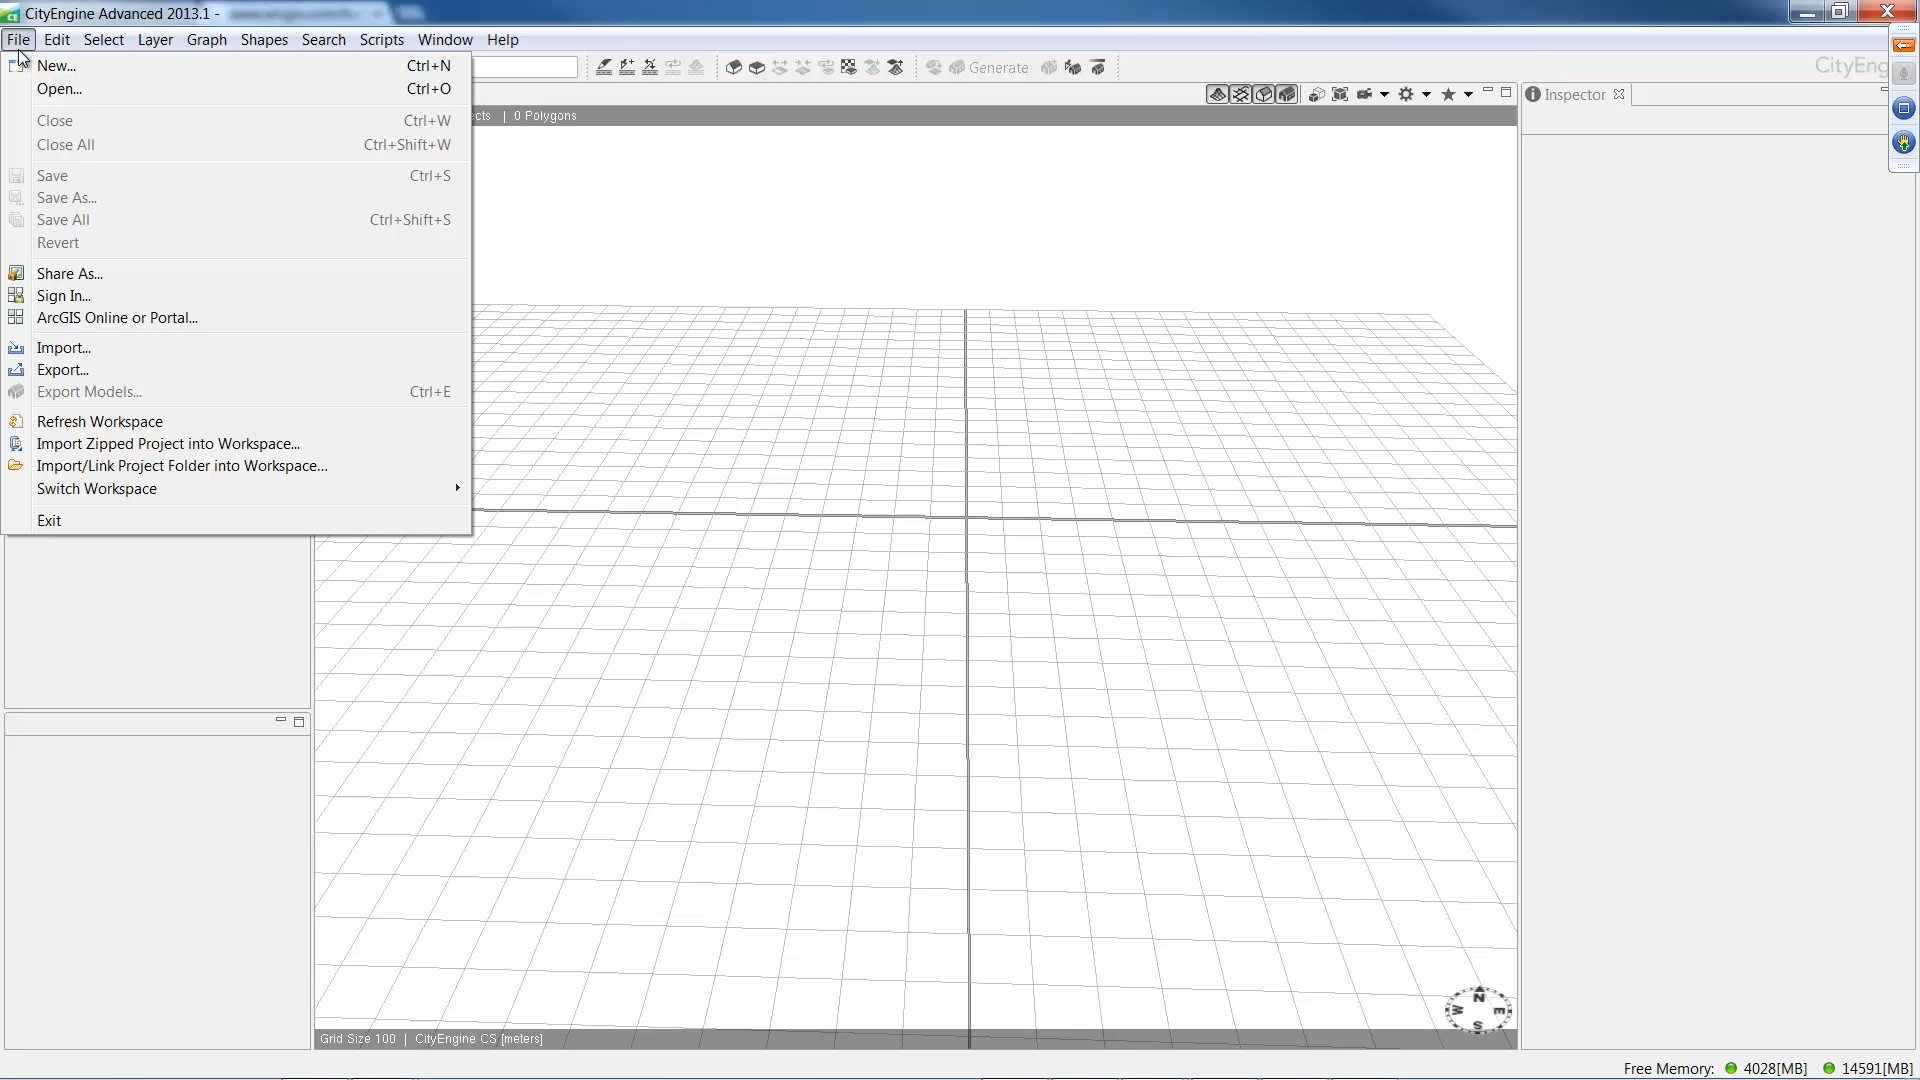 CityEngine Advanced 2013.1 -
File Edit Select Layer Graph Shapes Search Scripts Window Help
New... Ctrl+N
Open... Ctrl+O
Close Ctrl+W
Close All Ctrl+Shift+W
Save Ctrl+S
Save As...
Save All Ctrl+Shift+S
Revert
Share As...
Sign In...
ArcGIS Online or Portal...
Import...
Export...
Export Models... Ctrl+E
Refresh Workspace
Import Zipped Project into Workspace...
Import/Link Project Folder into Workspace...
Switch Workspace
Exit
Generate
CityEng
ects | 0 Polygons
Inspector
N
W E
S
Grid Size 100 | CityEngine CS [meters]
Free Memory: 4028[MB] 14591[MB]